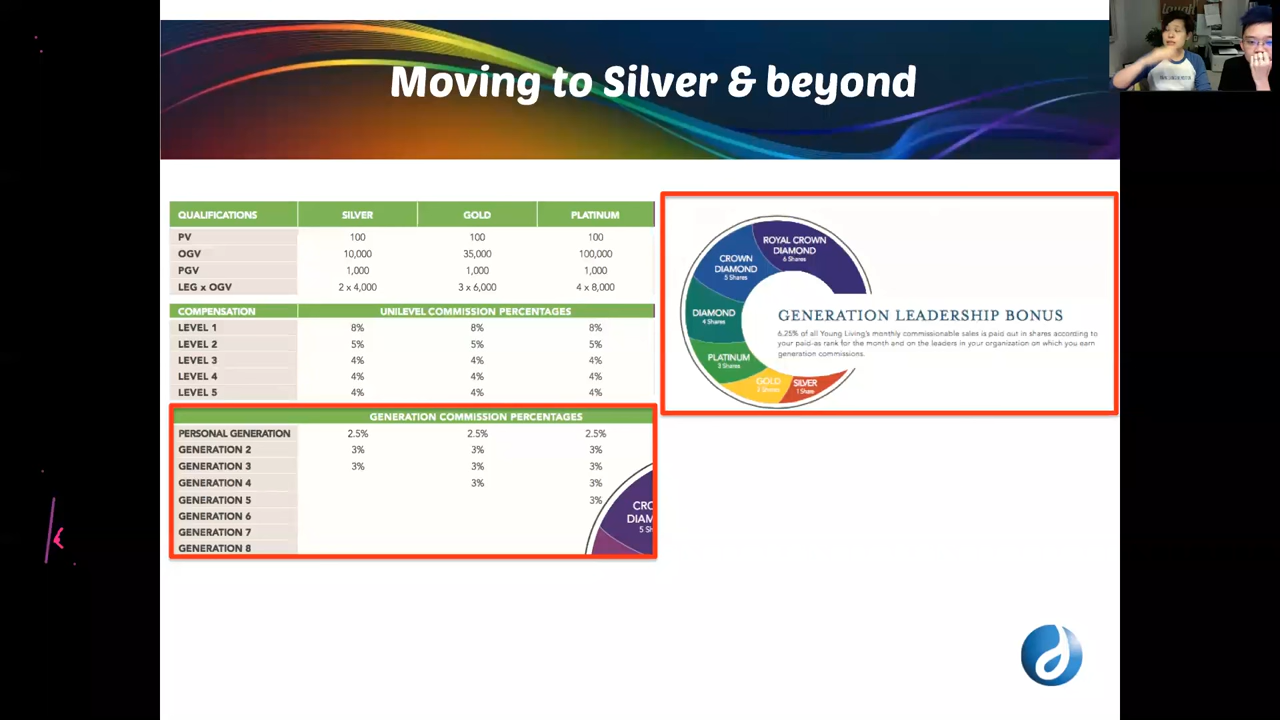 Moving to Silver & beyond
QUALIFICATIONS SILVER GOLD PLATINUM
PV 100 100 100
OGV 10,000 35,000 100,000
PGV 1,000 1,000 1,000
LEG x OGV 2 x 4,000 3 x 6,000 4 x 8,000
COMPENSATION UNILEVEL COMMISSION PERCENTAGES
LEVEL 1 8% 8% 8%
LEVEL 2 5% 5% 5%
LEVEL 3 4% 4% 4%
LEVEL 4 4% 4% 4%
LEVEL 5 4% 4% 4%
GENERATION COMMISSION PERCENTAGES
PERSONAL GENERATION 2.5% 2.5% 2.5%
GENERATION 2 3% 3% 3%
GENERATION 3 3% 3% 3%
GENERATION 4 3% 3%
GENERATION 5 3%
GENERATION 6
GENERATION 7
GENERATION 8
CRO
DIAM
5 Sh
ROYAL CROWN
DIAMOND
6 Shares
CROWN
DIAMOND
5 Shares
DIAMOND
4 Shares
PLATINUM
3 Shares
GOLD
2 Shares
SILVER
1 Share
GENERATION LEADERSHIP BONUS
6.25% of all Young Living's monthly commissionable sales is paid out in shares according to
your paid-as rank for the month and on the leaders in your organization on which you earn
generation commissions.